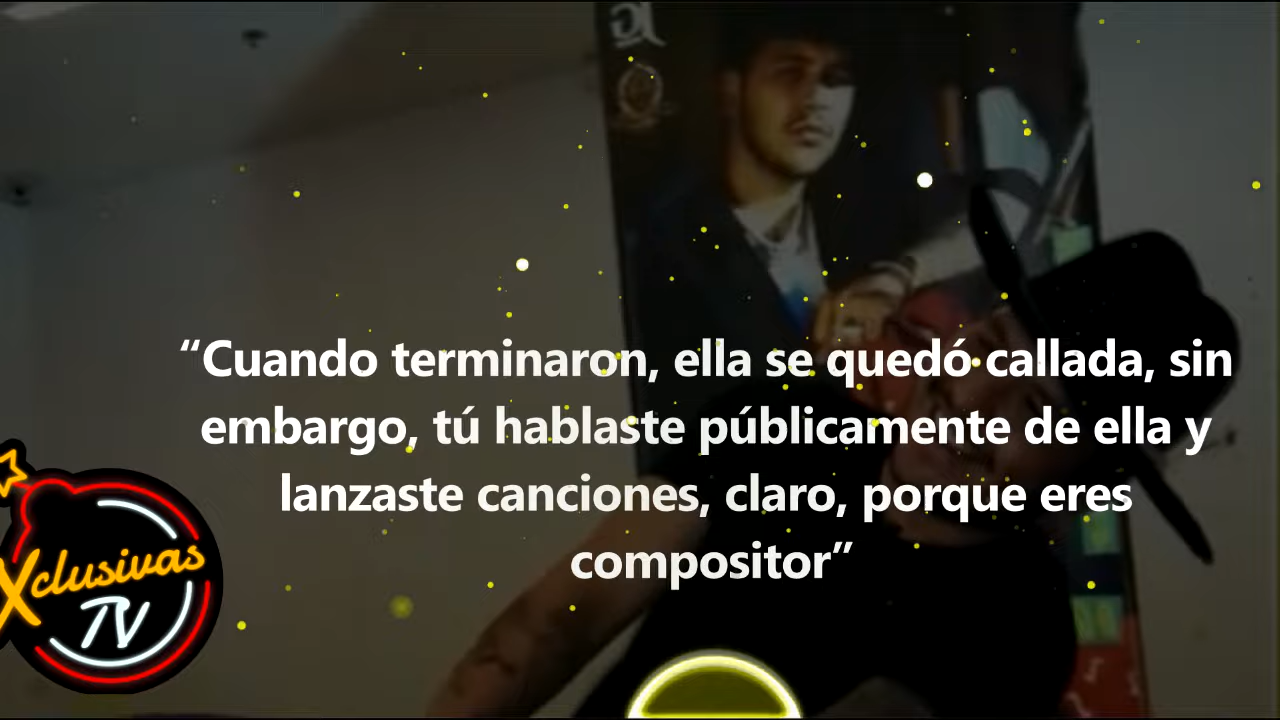 “Cuando terminaron, ella se quedó callada, sin
embargo, tú hablaste públicamente de ella y
lanzaste canciones, claro, porque eres
compositor”
Xclusivas
TV